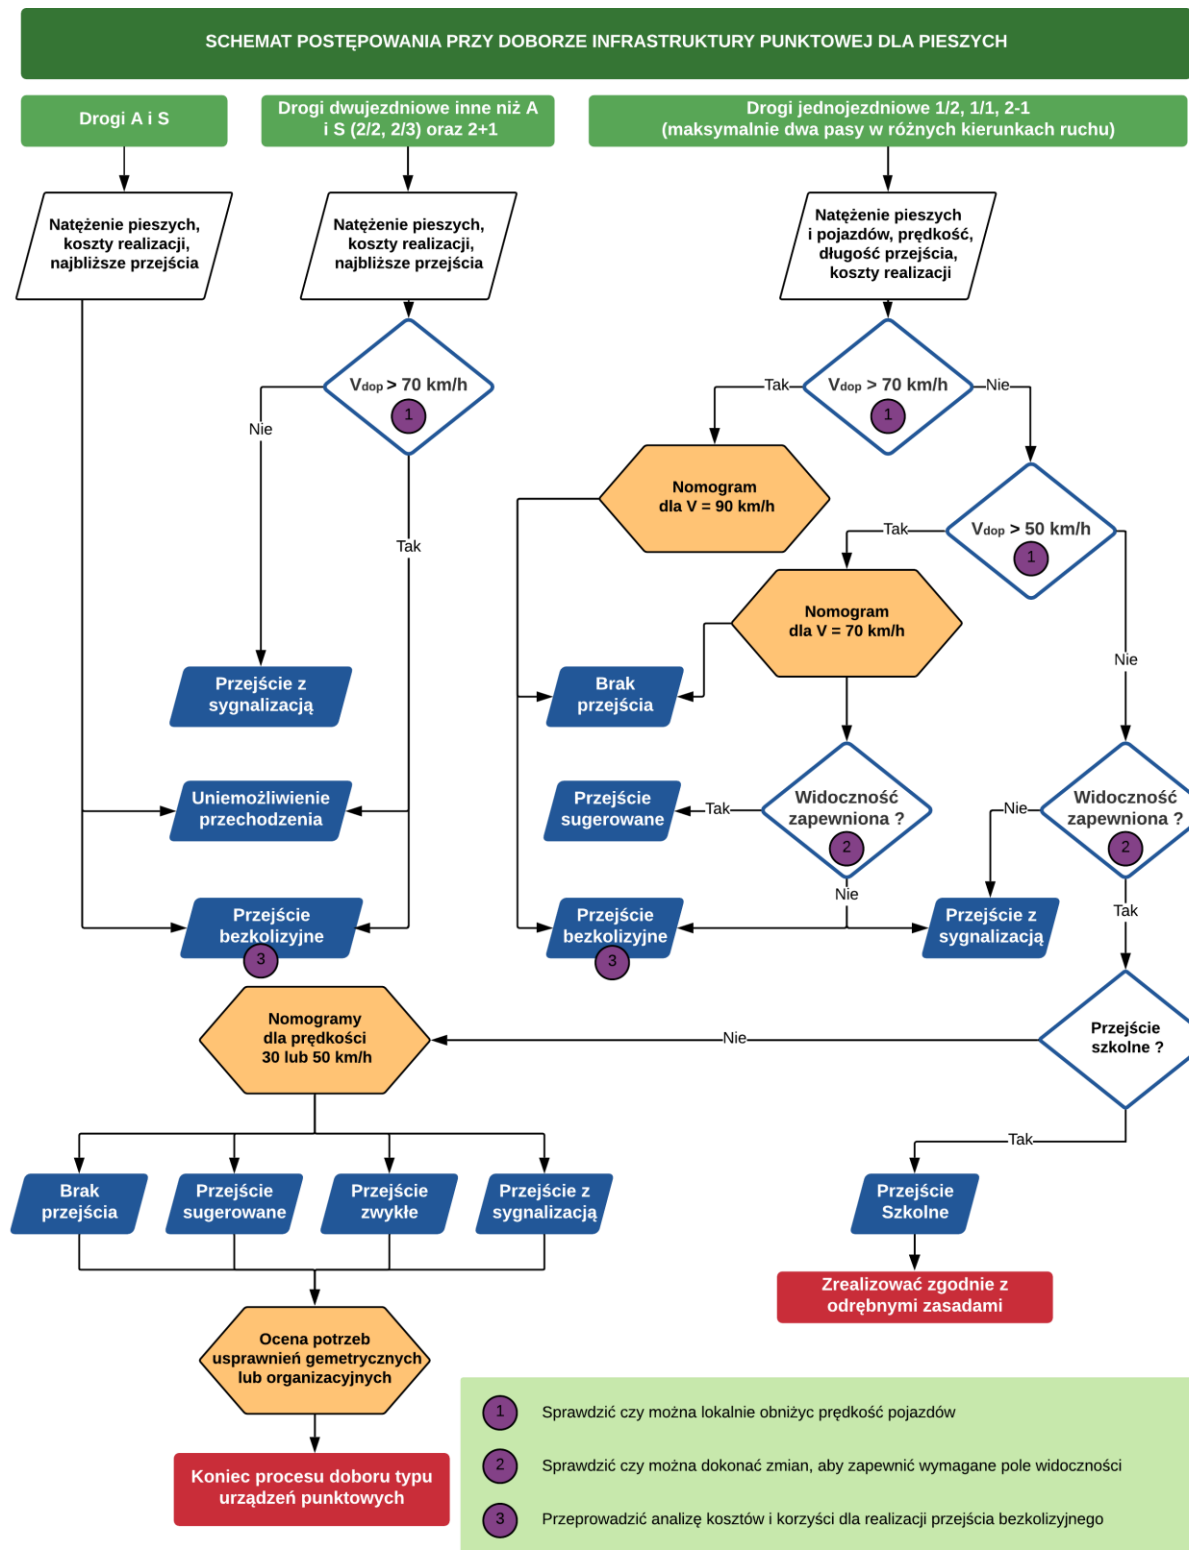 SCHEMAT POSTĘPOWANIA PRZY DOBORZE INFRASTRUKTURY PUNKTOWEJ DLA PIESZYCH
Drogi A i S
Drogi dwujezdniowe inne niż A
i S (2/2, 2/3) oraz 2+1
Drogi jednojezdniowe 1/2, 1/1, 2-1
(maksymalnie dwa pasy w różnych kierunkach ruchu)
Natężenie pieszych,
koszty realizacji,
najbliższe przejścia
Natężenie pieszych,
koszty realizacji,
najbliższe przejścia
Natężenie pieszych
i pojazdów, prędkość,
długość przejścia,
koszty realizacji
Vdop > 70 km/h
1
Nie
Tak
Vdop > 70 km/h
1
Tak
Nie
Nomogram
dla V = 90 km/h
Vdop > 50 km/h
1
Tak
Nie
Nomogram
dla V = 70 km/h
Przejście z
sygnalizacją
Brak
przejścia
Uniemożliwienie
przechodzenia
Przejście
sugerowane
Tak
Widoczność
zapewniona ?
2
Nie
Nie
Widoczność
zapewniona ?
2
Tak
Przejście
bezkolizyjne
3
Przejście
bezkolizyjne
3
Przejście z
sygnalizacją
Nomogramy
dla prędkości
30 lub 50 km/h
Nie
Przejście
szkolne ?
Tak
Brak
przejścia
Przejście
sugerowane
Przejście
zwykłe
Przejście z
sygnalizacją
Przejście
Szkolne
Zrealizować zgodnie z
odrębnymi zasadami
Ocena potrzeb
usprawnień gemetrycznych
lub organizacyjnych
Koniec procesu doboru typu
urządzeń punktowych
1 Sprawdzić czy można lokalnie obniżyc prędkość pojazdów
2 Sprawdzić czy można dokonać zmian, aby zapewnić wymagane pole widoczności
3 Przeprowadzić analizę kosztów i korzyści dla realizacji przejścia bezkolizyjnego